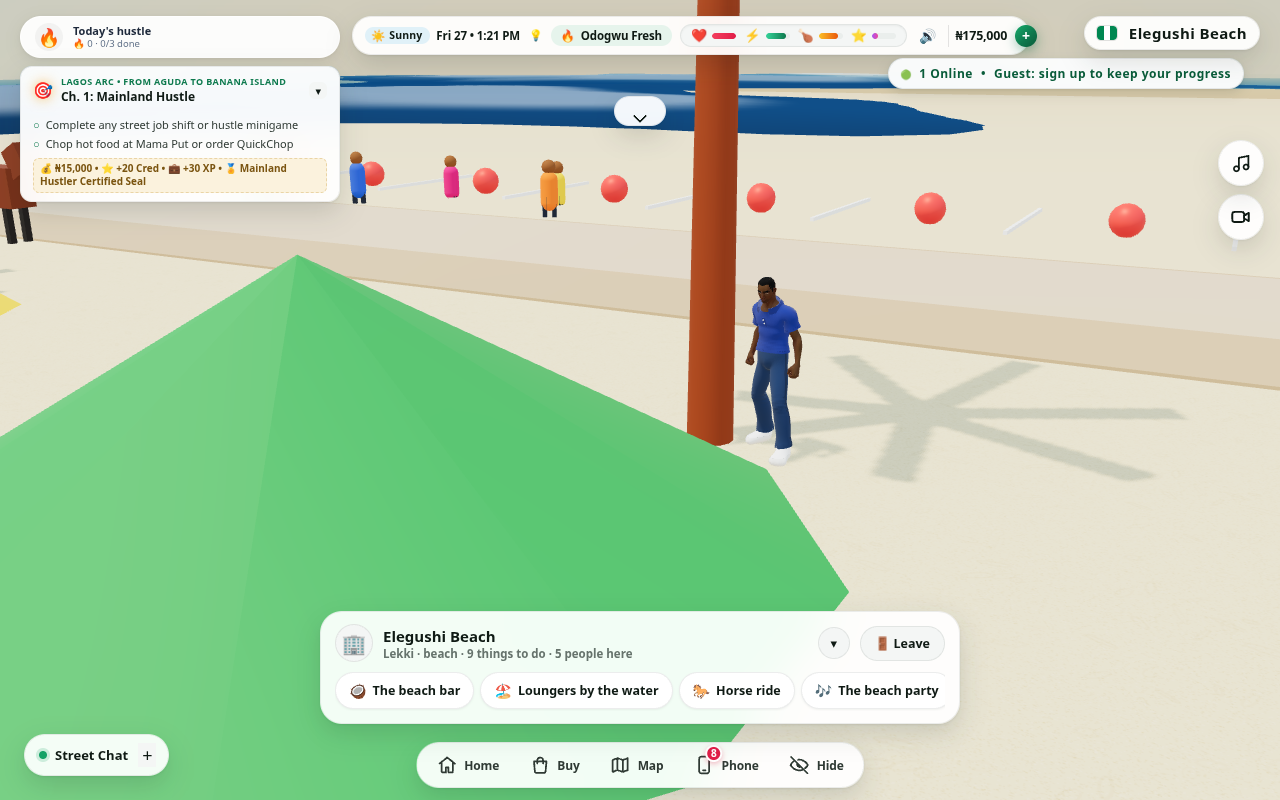 Today's hustle
🔥 0 · 0/3 done
☀️ Sunny Fri 27 • 1:21 PM 💡 🔥 Odogwu Fresh ❤️ ⚡ 🍗 ⭐ 🔊 ₦175,000 +
Elegushi Beach
1 Online • Guest: sign up to keep your progress
LAGOS ARC • FROM AGUDA TO BANANA ISLAND
Ch. 1: Mainland Hustle
Complete any street job shift or hustle minigame
Chop hot food at Mama Put or order QuickChop
💰 ₦15,000 • ⭐ +20 Cred • 💼 +30 XP • 🏅 Mainland
Hustler Certified Seal
Elegushi Beach
Lekki · beach · 9 things to do · 5 people here
🚪 Leave
🥥 The beach bar
🏖️ Loungers by the water
🐎 Horse ride
🎶 The beach party
Street Chat +
Home
Buy
Map
8
Phone
Hide